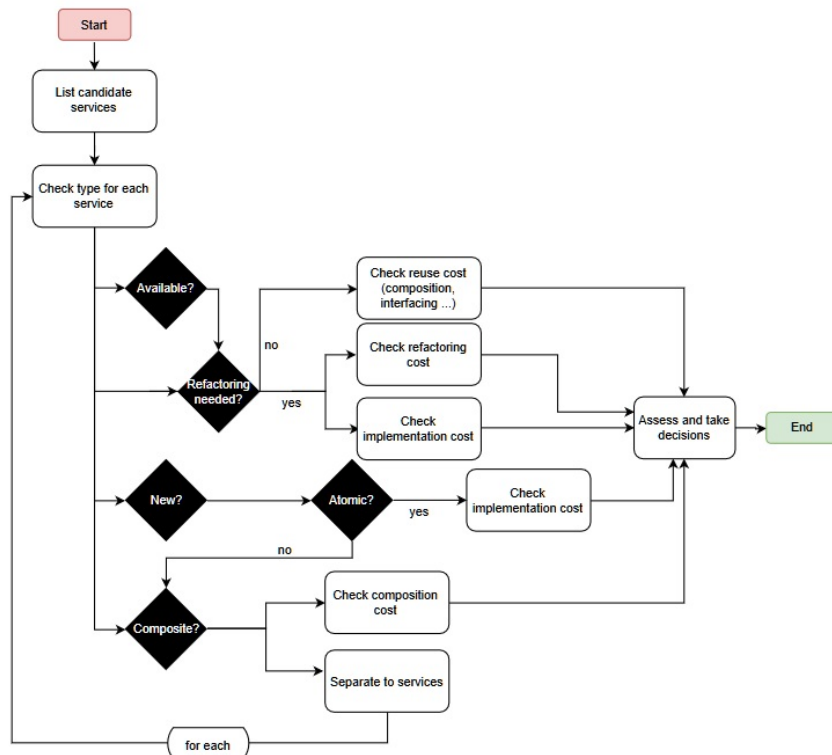 Start
List candidate
services
Check type for each
service
Available?
Check reuse cost
(composition,
interfacing ...)
no
Check refactoring
cost
Refactoring
needed?
yes
Check
implementation cost
Assess and take
decisions
End
New?
Atomic?
yes
Check
implementation cost
no
Composite?
Check composition
cost
Separate to services
for each